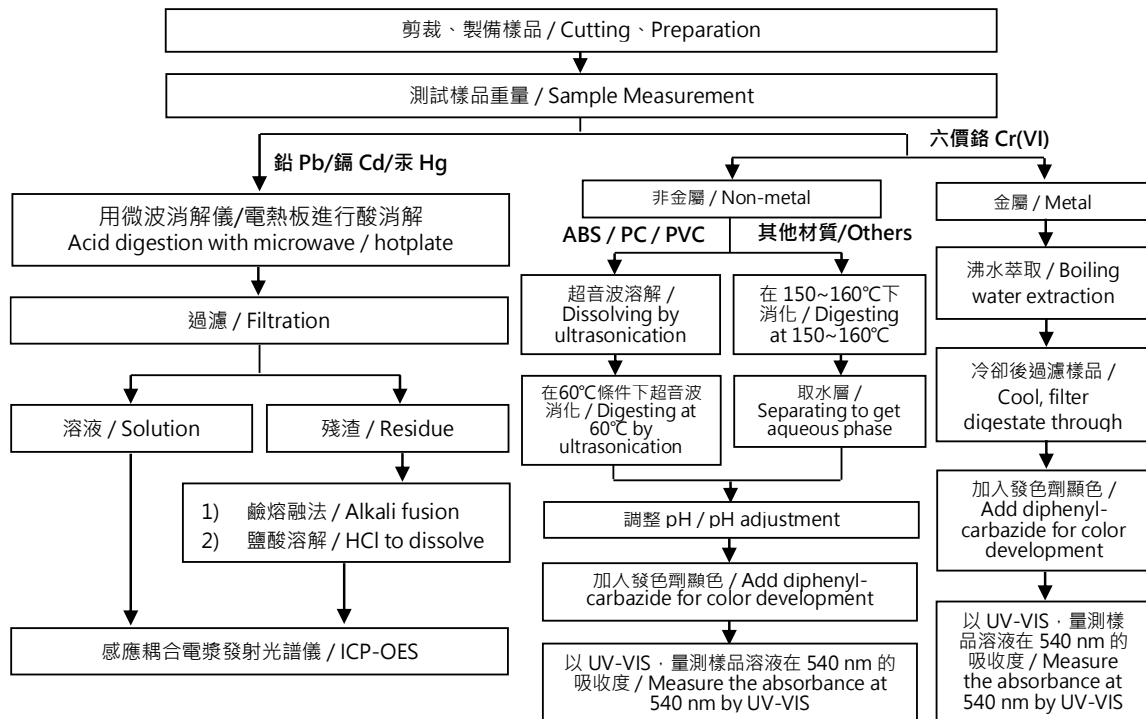 剪裁、製備樣品 / Cutting、Preparation
測試樣品重量 / Sample Measurement
鉛 Pb/鎘 Cd/汞 Hg
用微波消解儀/電熱板進行酸消解
Acid digestion with microwave / hotplate
過濾 / Filtration
溶液 / Solution
殘渣 / Residue
1) 鹼熔融法 / Alkali fusion
2) 鹽酸溶解 / HCl to dissolve
感應耦合電漿發射光譜儀 / ICP-OES
六價鉻 Cr(VI)
非金屬 / Non-metal
ABS / PC / PVC
其他材質/Others
超音波溶解 /
Dissolving by
ultrasonication
在60℃條件下超音波
消化 / Digesting at
60℃ by
ultrasonication
在 150~160℃下
消化 / Digesting
at 150~160℃
取水層 /
Separating to get
aqueous phase
調整 pH / pH adjustment
加入發色劑顯色 / Add diphenyl-
carbazide for color development
以 UV-VIS，量測樣品溶液在 540 nm 的
吸收度 / Measure the absorbance at
540 nm by UV-VIS
金屬 / Metal
沸水萃取 / Boiling
water extraction
冷卻後過濾樣品 /
Cool, filter
digestate through
加入發色劑顯色 /
Add diphenyl-
carbazide for color
development
以 UV-VIS，量測樣
品溶液在 540 nm 的
吸收度 / Measure
the absorbance at
540 nm by UV-VIS